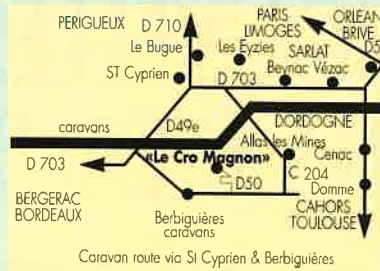 PERIGUEUX D 710
PARIS
LIMOGES
ORLEAN
BRIVE
Le Bugue
Les Eyzies
SARLAT
D5
ST Cyprien
D 703
Beynac Vézac
DORDOGNE
caravans
D49e
Allas les Mines
D 703
«Le Cro Magnon»
Cenac
D50
C 204
Domme
BERGERAC
BORDEAUX
Berbiguières
caravans
CAHORS
TOULOUSE
Caravan route via St Cyprien & Berbiguières